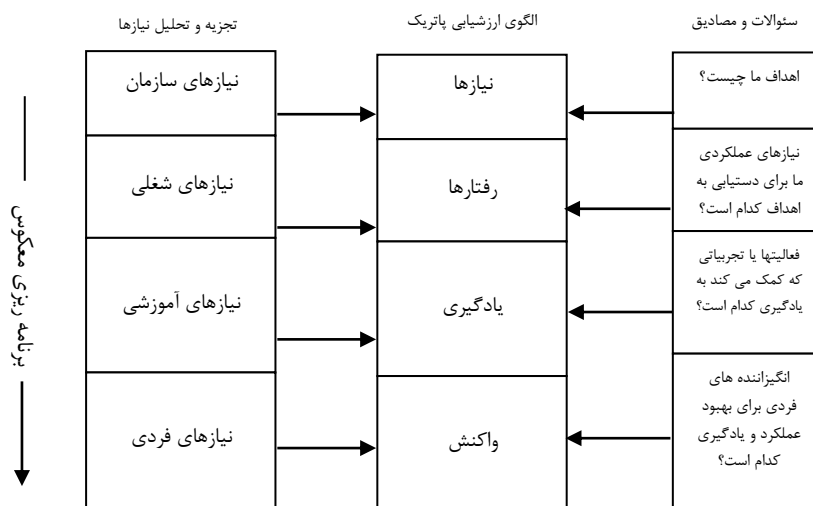 سئوالات و مصادیق
الگوی ارزشیابی پاتریک
تجزیه و تحلیل نیازها
اهداف ما چیست؟
نیازها
نیازهای سازمان
نیازهای عملکردی
ما برای دستیابی به
اهداف کدام است؟
رفتارها
نیازهای شغلی
فعالیتها یا تجربیاتی
که کمک می کند به
یادگیری کدام است؟
یادگیری
نیازهای آموزشی
انگیزاننده های
فردی برای بهبود
عملکرد و یادگیری
کدام است؟
واکنش
نیازهای فردی
برنامه ریزی معکوس